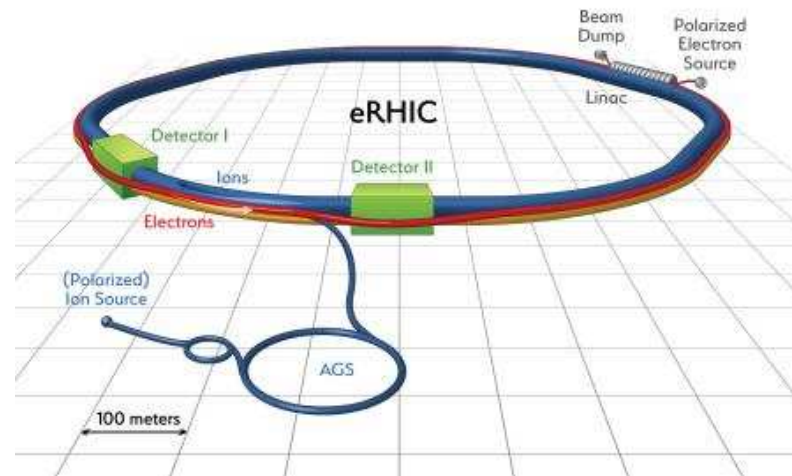 Beam
Dump
Polarized
Electron
Source
Linac
eRHIC
Detector I
Ions
Detector II
Electrons
(Polarized)
Ion Source
AGS
100 meters